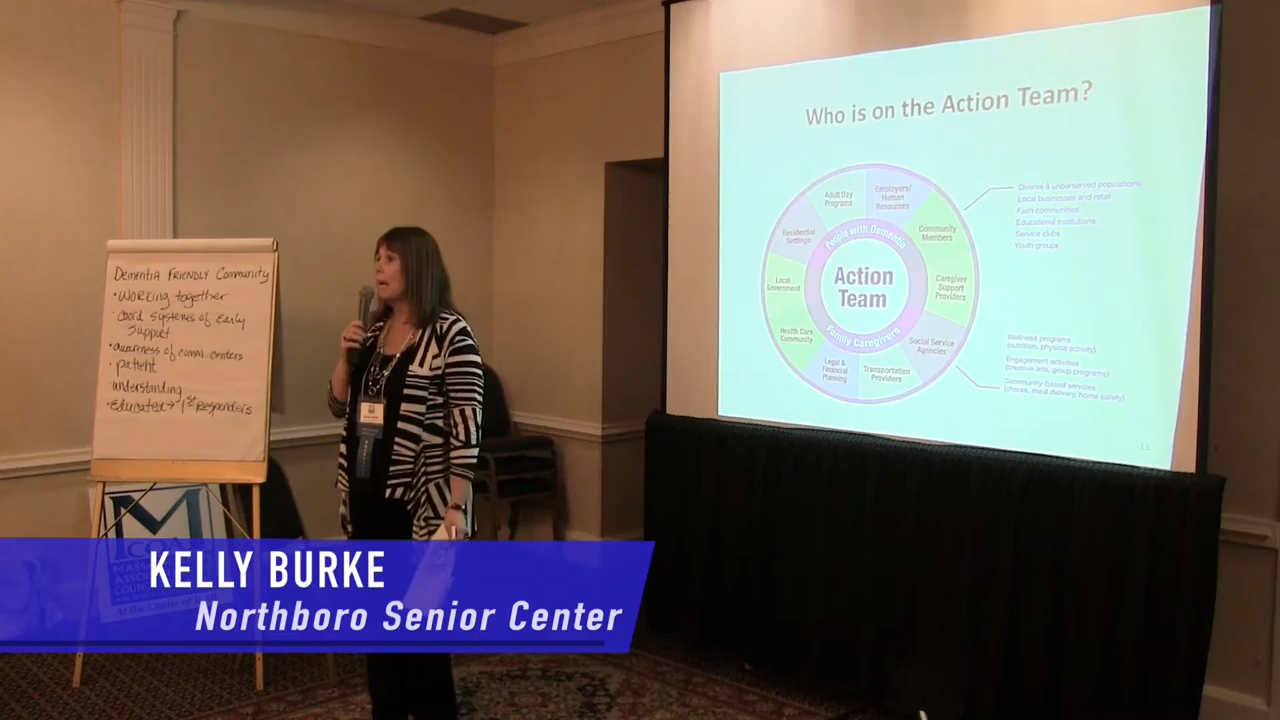 Who is on the Action Team?
Adult Day
Programs
Employers/
Human
Resources
Community
Members
Caregiver
Support
Providers
Social Service
Agencies
Transportation
Providers
Legal &
Financial
Planning
Health Care
Community
Local
Government
Residential
Settings
People with Dementia
Action
Team
Family Caregivers
Diverse & underserved populations
Local businesses and retail
Faith communities
Educational institutions
Service clubs
Youth groups
Wellness programs
(nutrition, physical activity)
Engagement activities
(creative arts, group programs)
Community-based services
(chores, meal delivery, home safety)
Dementia Friendly Community
•Working together
•Coord systems of Early
Support
•awareness of comm. centers
•patient
understanding
•Educated→1st Responders
M
KELLY BURKE
Northboro Senior Center